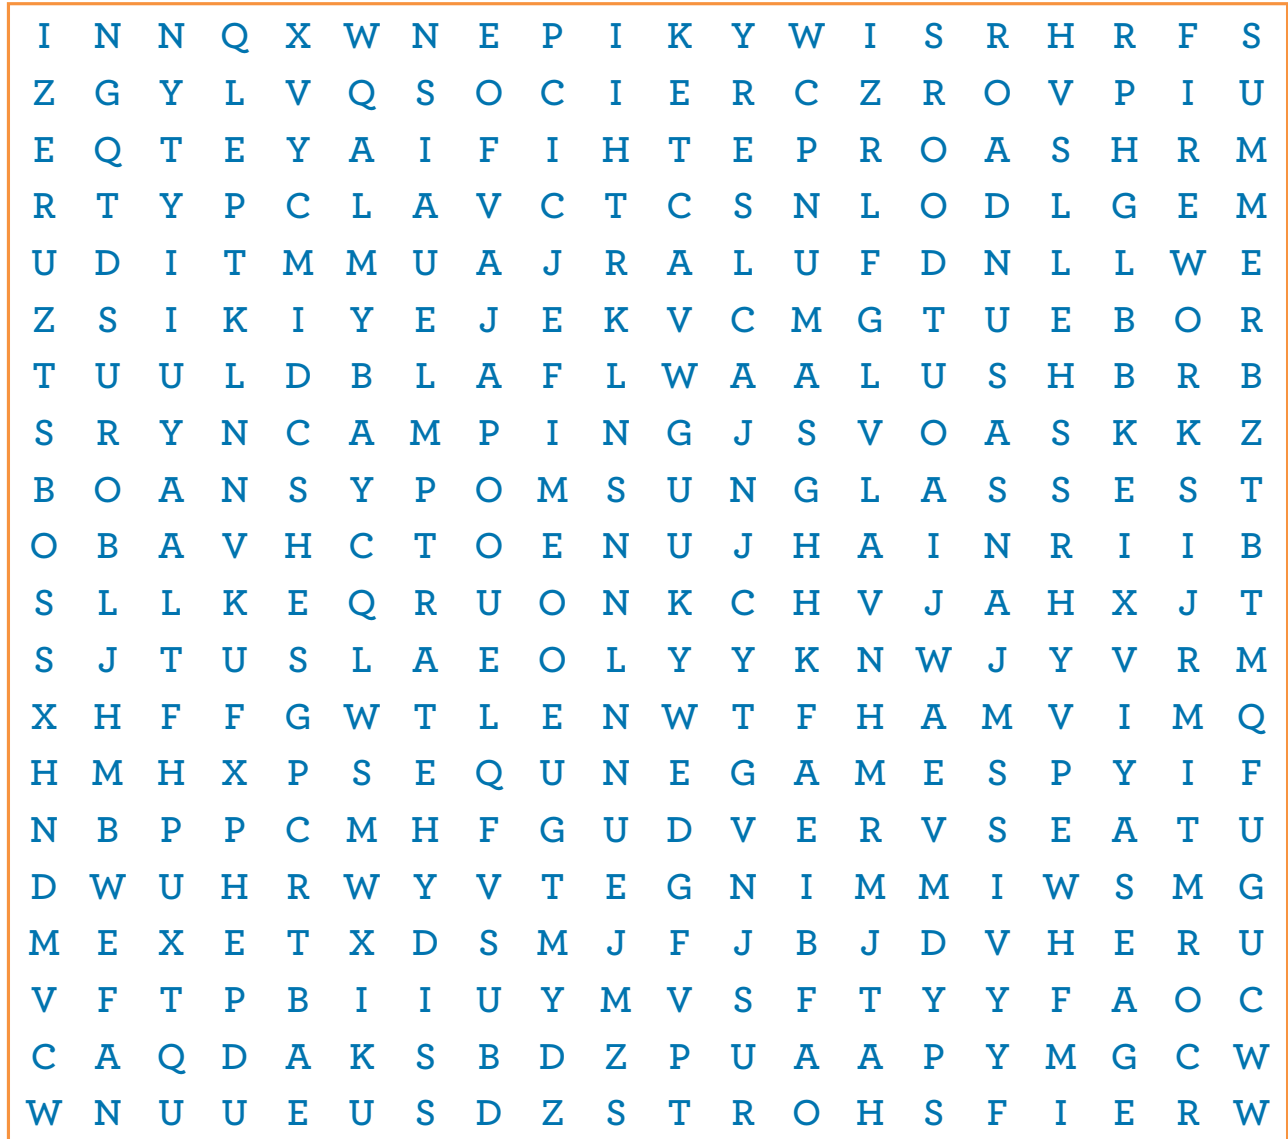 I N N Q X W N E P I K Y W I S R H R F S
Z G Y L V Q S O C I E R C Z R O V P I U
E Q T E Y A I F I H T E P R O A S H R M
R T Y P C L A V C T C S N L O D L G E M
U D I T M M U A J R A L U F D N L L W E
Z S I K I Y E J E K V C M G T U E B O R
T U U L D B L A F L W A A L U S H B R B
S R Y N C A M P I N G J S V O A S K K Z
B O A N S Y P O M S U N G L A S S E S T
O B A V H C T O E N U J H A I N R I I B
S L L K E Q R U O N K C H V J A H X J T
S J T U S L A E O L Y Y K N W J Y V R M
X H F F G W T L E N W T F H A M V I M Q
H M H X P S E Q U N E G A M E S P Y I F
N B P P C M H F G U D V E R V S E A T U
D W U H R W Y V T E G N I M M I W S M G
M E X E T X D S M J F J B J D V H E R U
V F T P B I I U Y M V S F T Y Y F A O C
C A Q D A K S B D Z P U A A P Y M G C W
W N U U E U S D Z S T R O H S F I E R W